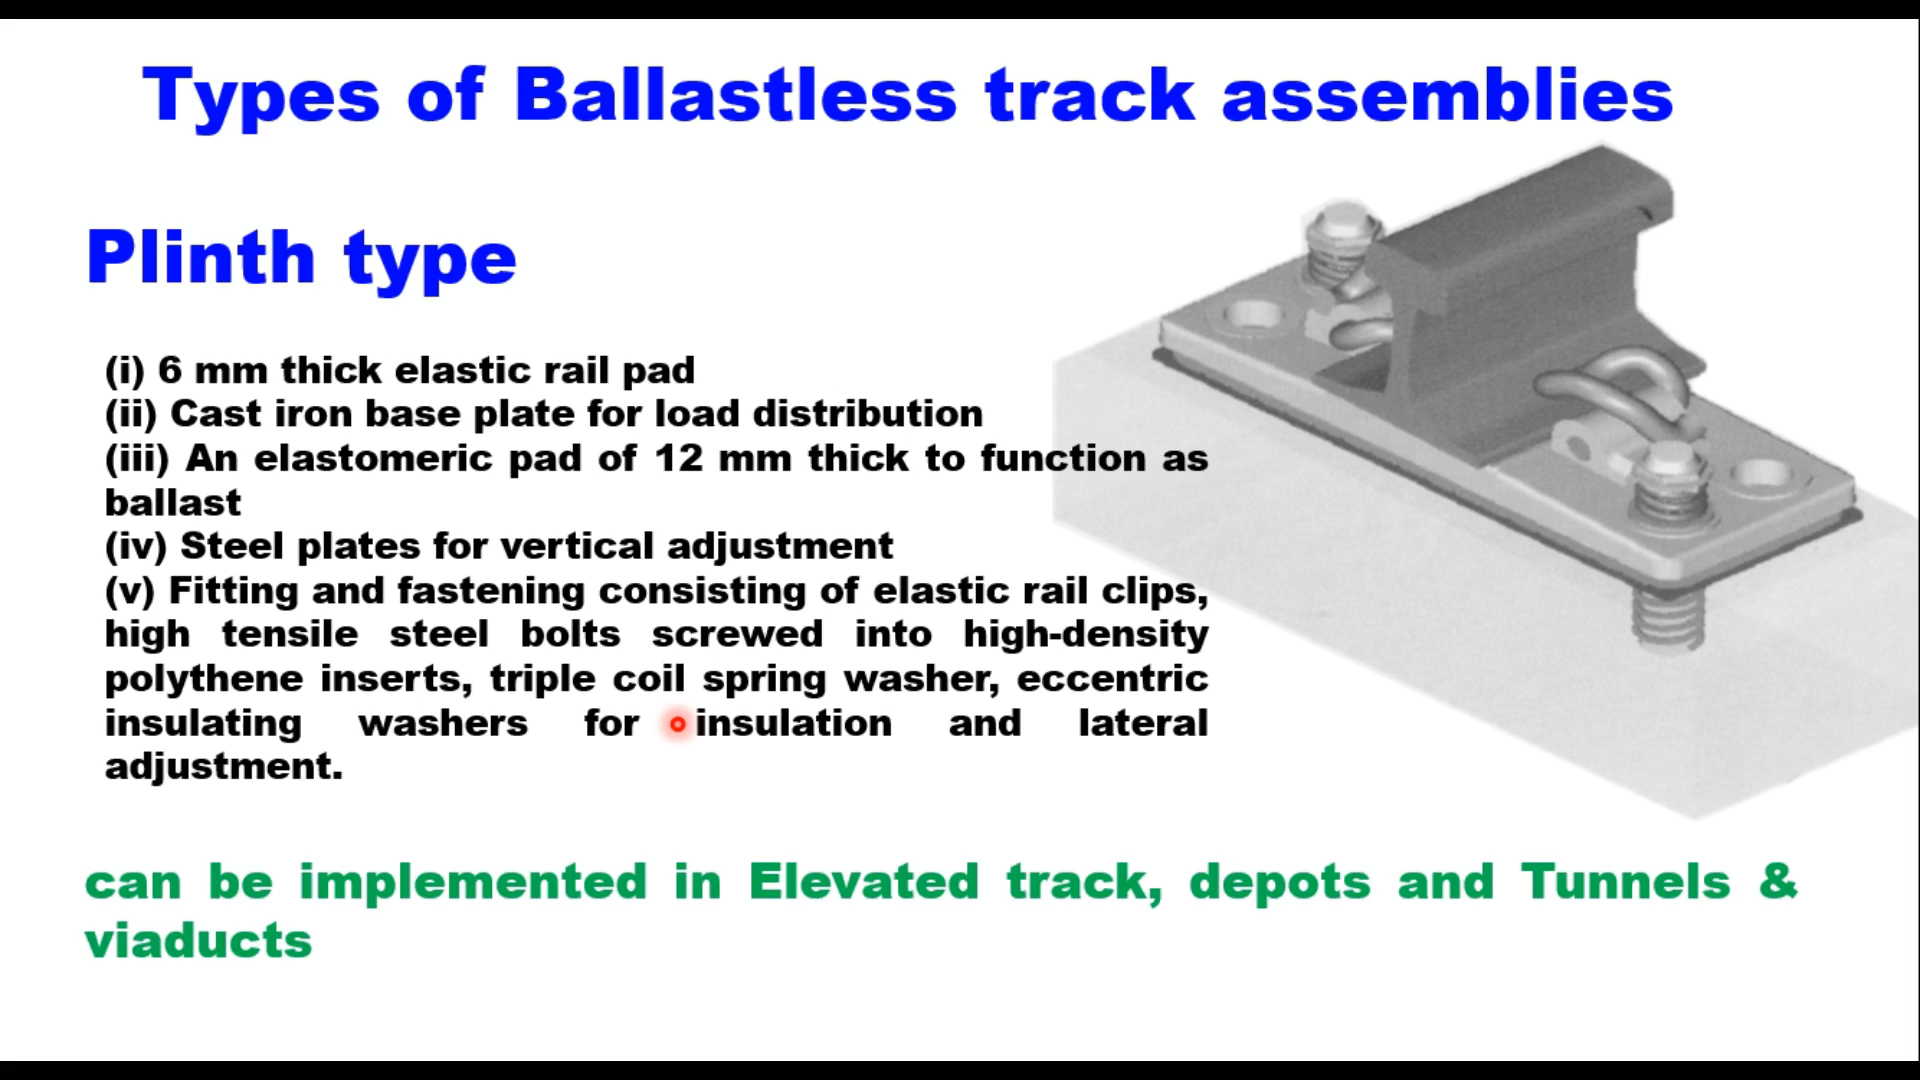 Types of Ballastless track assemblies
Plinth type
(i) 6 mm thick elastic rail pad
(ii) Cast iron base plate for load distribution
(iii) An elastomeric pad of 12 mm thick to function as
ballast
(iv) Steel plates for vertical adjustment
(v) Fitting and fastening consisting of elastic rail clips,
high tensile steel bolts screwed into high-density
polythene inserts, triple coil spring washer, eccentric
insulating washers for insulation and lateral
adjustment.
can be implemented in Elevated track, depots and Tunnels &
viaducts